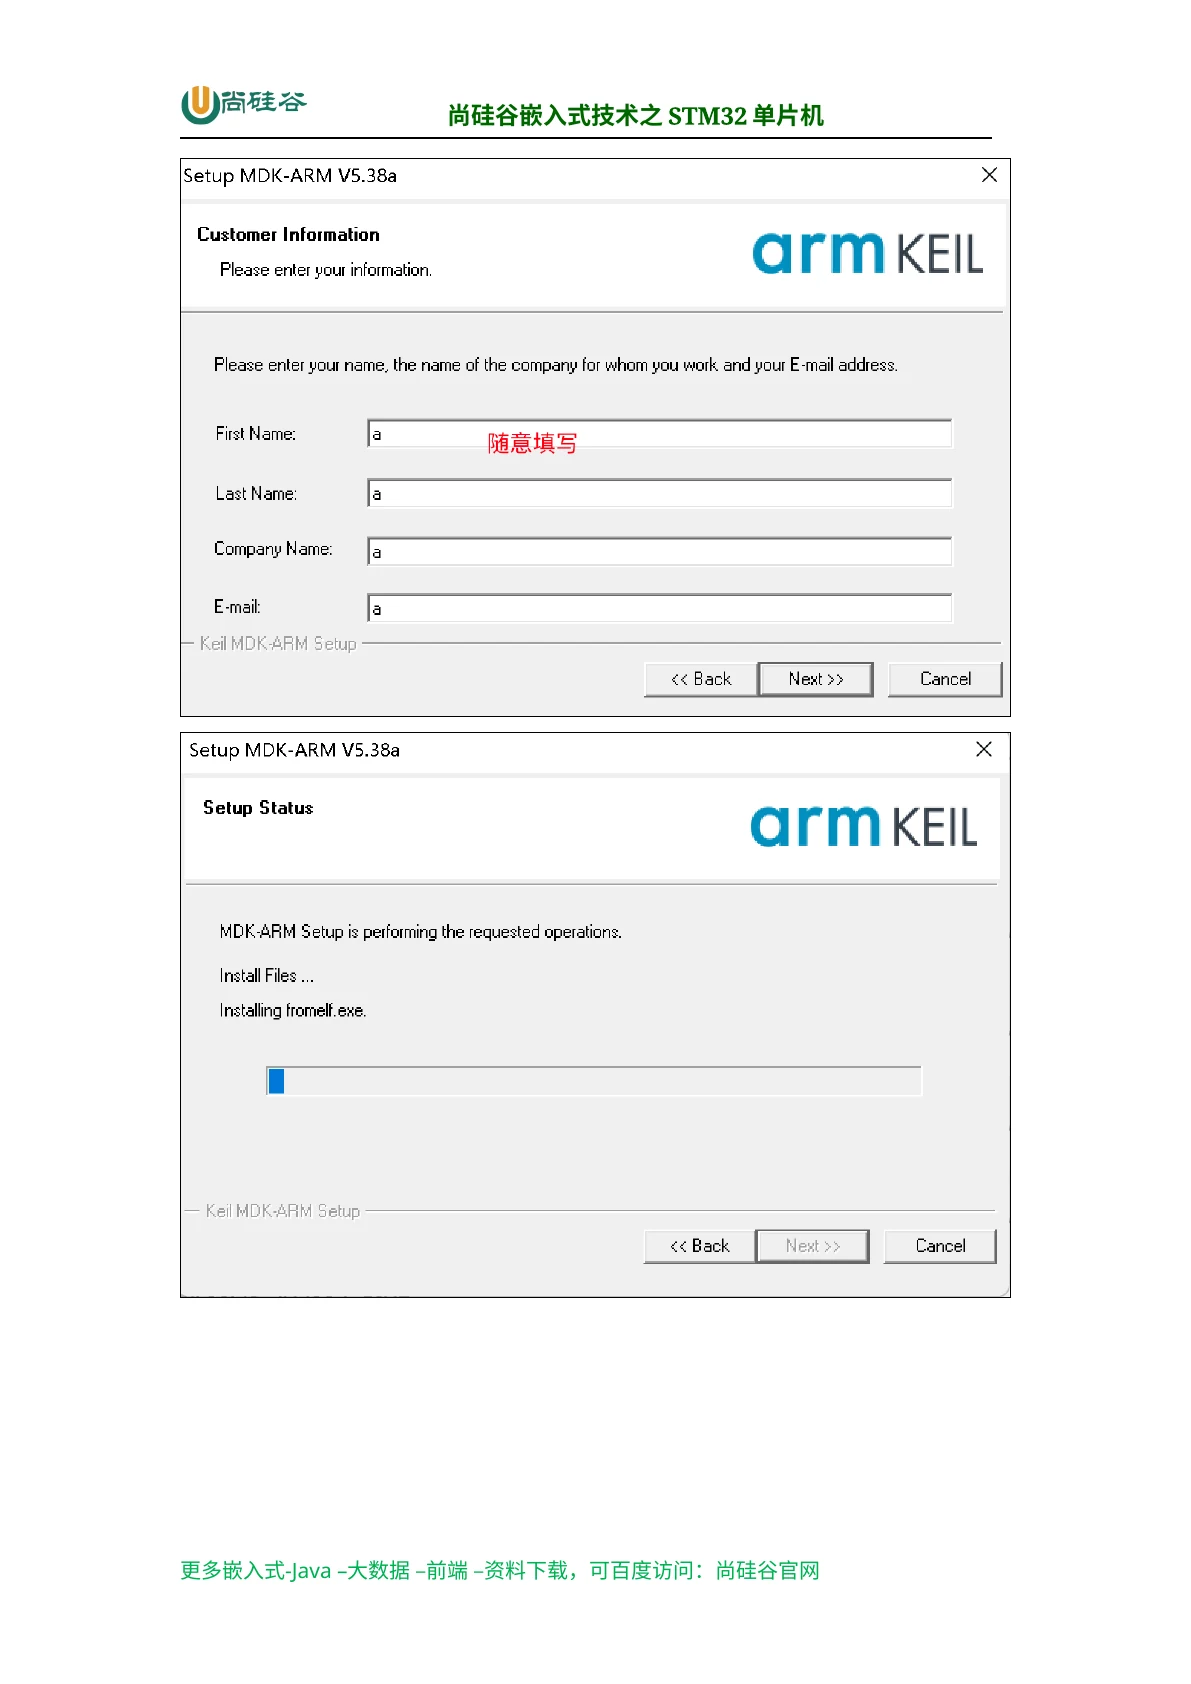 尚硅谷
尚硅谷嵌入式技术之 STM32 单片机
Setup MDK-ARM V5.38a
Customer Information
Please enter your information.
arm KEIL
Please enter your name, the name of the company for whom you work and your E-mail address.
First Name: a
随意填写
Last Name: a
Company Name: a
E-mail: a
Keil MDK-ARM Setup
<< Back Next >> Cancel
Setup MDK-ARM V5.38a
Setup Status
arm KEIL
MDK-ARM Setup is performing the requested operations.
Install Files ...
Installing fromelf.exe.
Keil MDK-ARM Setup
<< Back Next >> Cancel
更多嵌入式-Java –大数据 –前端 –资料下载，可百度访问：尚硅谷官网